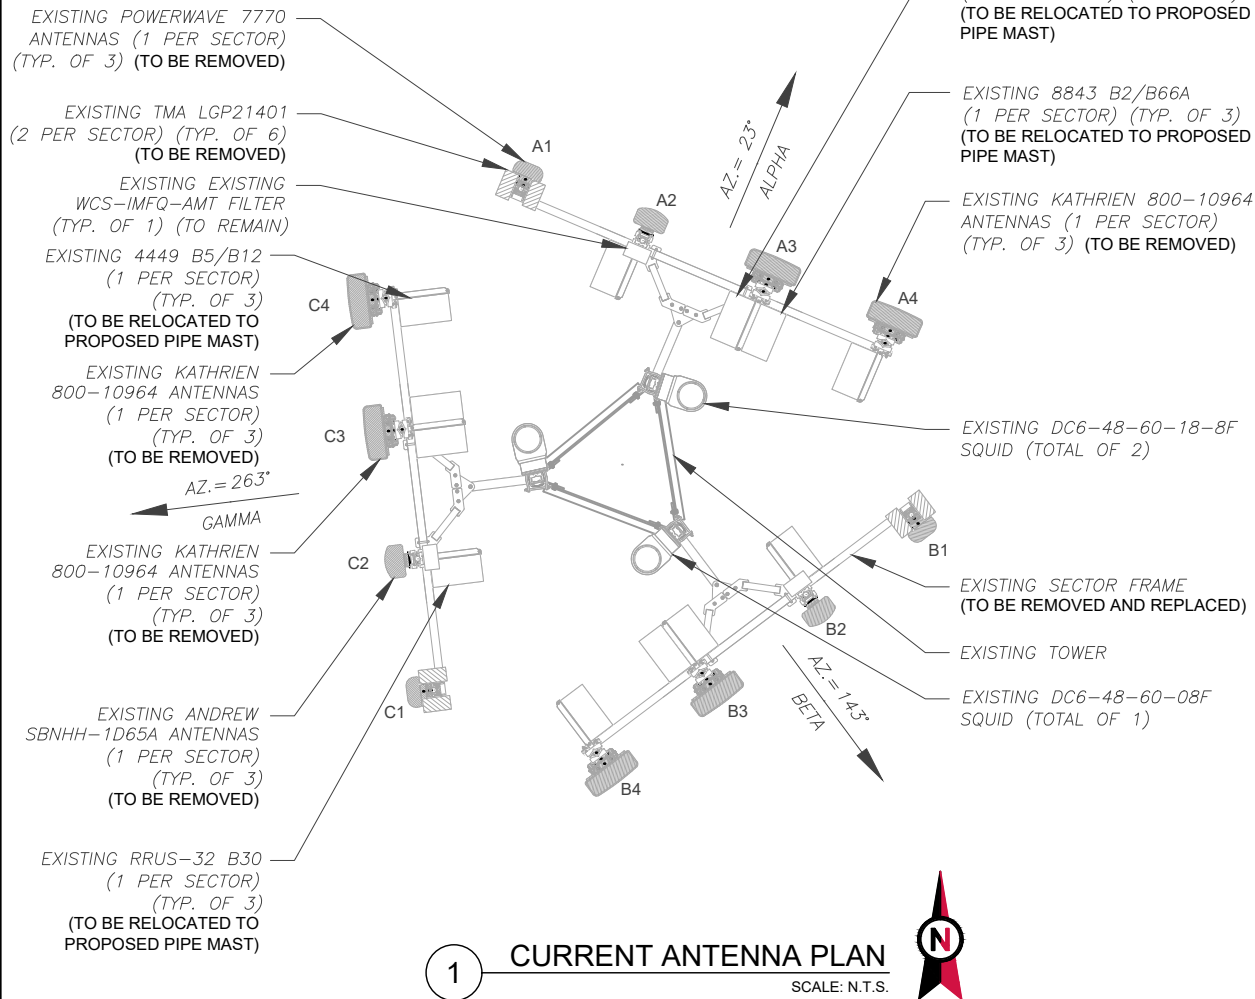 EXISTING POWERWAVE 7770
ANTENNAS (1 PER SECTOR)
(TYP. OF 3) (TO BE REMOVED)
EXISTING TMA LGP21401
(2 PER SECTOR) (TYP. OF 6)
(TO BE REMOVED)
EXISTING EXISTING
WCS-IMFQ-AMT FILTER
(TYP. OF 1) (TO REMAIN)
EXISTING 4449 B5/B12
(1 PER SECTOR)
(TYP. OF 3)
(TO BE RELOCATED TO
PROPOSED PIPE MAST)
EXISTING KATHRIEN
800-10964 ANTENNAS
(1 PER SECTOR)
(TYP. OF 3)
(TO BE REMOVED)
AZ.= 263°
GAMMA
EXISTING KATHRIEN
800-10964 ANTENNAS
(1 PER SECTOR)
(TYP. OF 3)
(TO BE REMOVED)
EXISTING ANDREW
SBNHH-1D65A ANTENNAS
(1 PER SECTOR)
(TYP. OF 3)
(TO BE REMOVED)
EXISTING RRUS-32 B30
(1 PER SECTOR)
(TYP. OF 3)
(TO BE RELOCATED TO
PROPOSED PIPE MAST)
A1
A2
A3
A4
AZ.= 23°
ALPHA
C4
C3
C2
C1
B1
B2
B3
B4
AZ.= 143°
BETA
(TO BE RELOCATED TO PROPOSED
PIPE MAST)
EXISTING 8843 B2/B66A
(1 PER SECTOR) (TYP. OF 3)
(TO BE RELOCATED TO PROPOSED
PIPE MAST)
EXISTING KATHRIEN 800-10964
ANTENNAS (1 PER SECTOR)
(TYP. OF 3) (TO BE REMOVED)
EXISTING DC6-48-60-18-8F
SQUID (TOTAL OF 2)
EXISTING SECTOR FRAME
(TO BE REMOVED AND REPLACED)
EXISTING TOWER
EXISTING DC6-48-60-08F
SQUID (TOTAL OF 1)
1
CURRENT ANTENNA PLAN
SCALE: N.T.S.
N